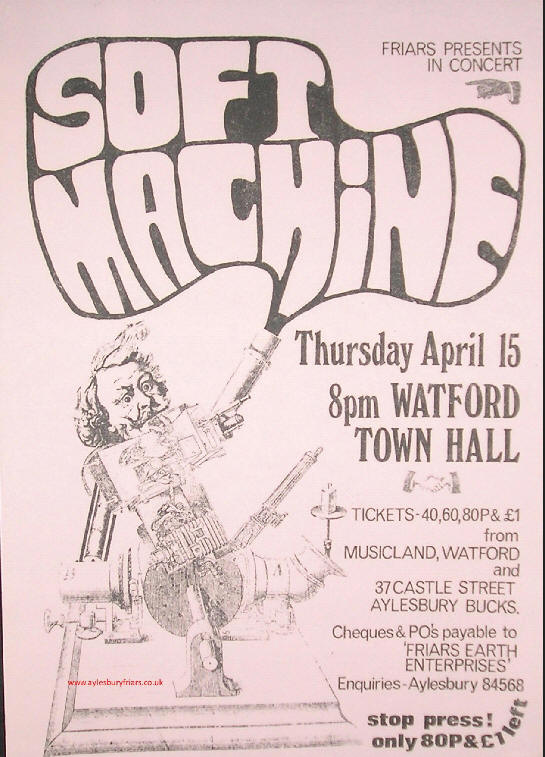 FRIARS PRESENTS
IN CONCERT
SOFT
MACHINE
Thursday April 15
8pm WATFORD
TOWN HALL
TICKETS-40,60,80P & £1
from
MUSICLAND, WATFORD
and
37 CASTLE STREET
AYLESBURY BUCKS.
Cheques & PO's payable to
'FRIARS EARTH
ENTERPRISES'
Enquiries-Aylesbury 84568
www.aylesburyfriars.co.uk
stop press!
only 80P & £1 left